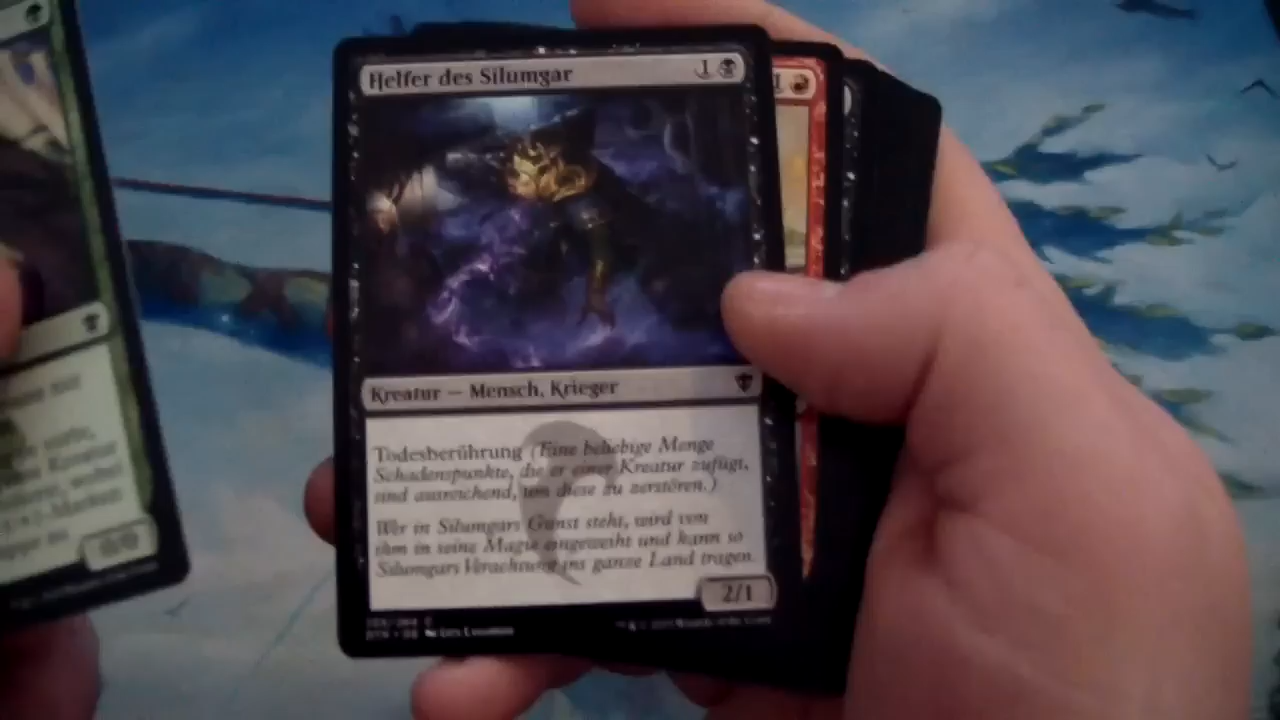 Helfer des Silumgar
1
1
Kreatur — Mensch, Krieger
Todesberührung (Eine beliebige Menge
Schadenspunkte, die er einer Kreatur zufügt,
sind ausreichend, um diese zu zerstören.)
Wer in Silumgars Gunst steht, wird von
ihm in seine Magie eingeweiht und kann so
Silumgars Verachtung ins ganze Land tragen.
2/1